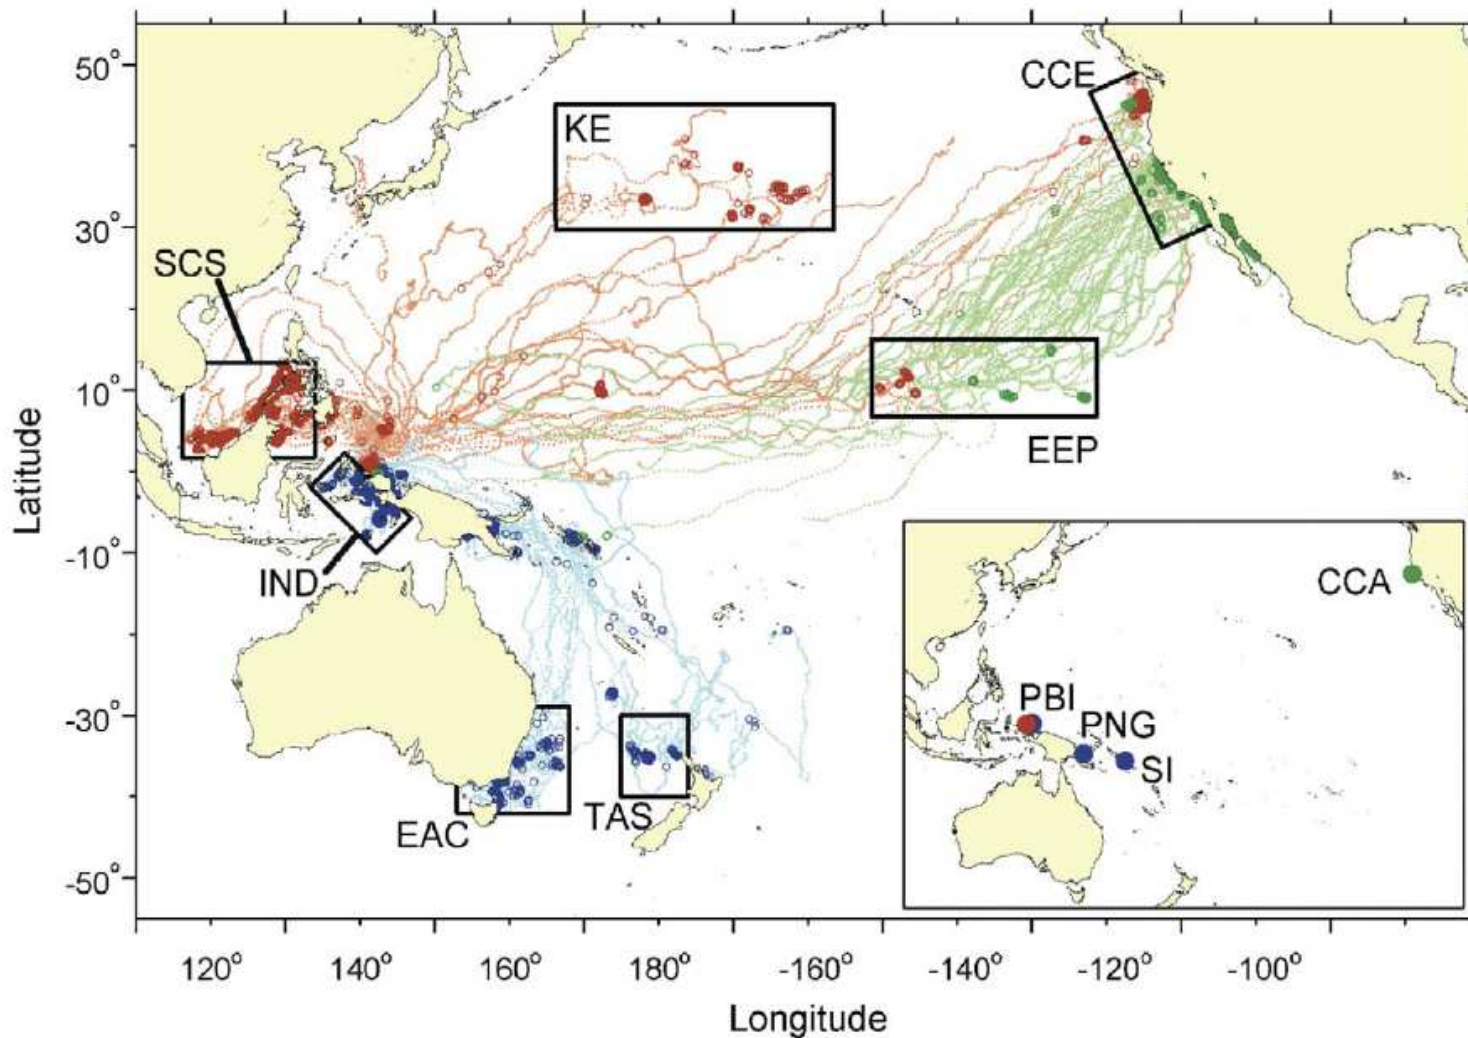 50°
30°
10°
-10°
-30°
-50°
Latitude
KE
CCE
SCS
EEP
IND
EAC
TAS
CCA
PBI
PNG
SI
120° 140° 160° 180° -160° -140° -120° -100°
Longitude